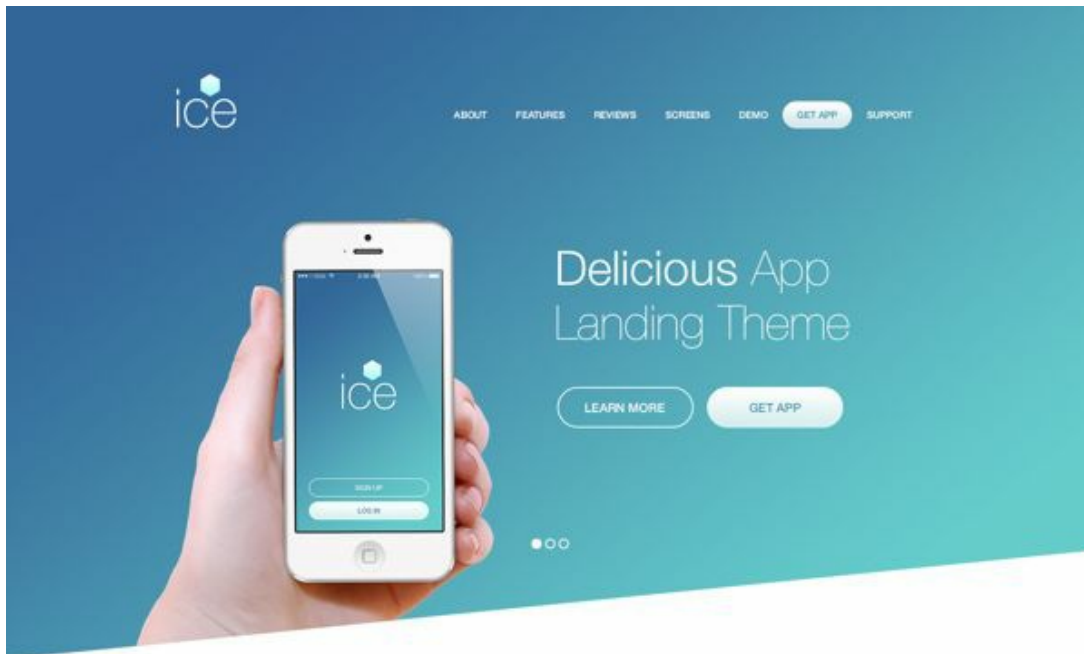 ice
ABOUT FEATURES REVIEWS SCREENS DEMO GET APP SUPPORT
Delicious App
Landing Theme
ice
LEARN MORE GET APP
SIGN UP
LOG IN